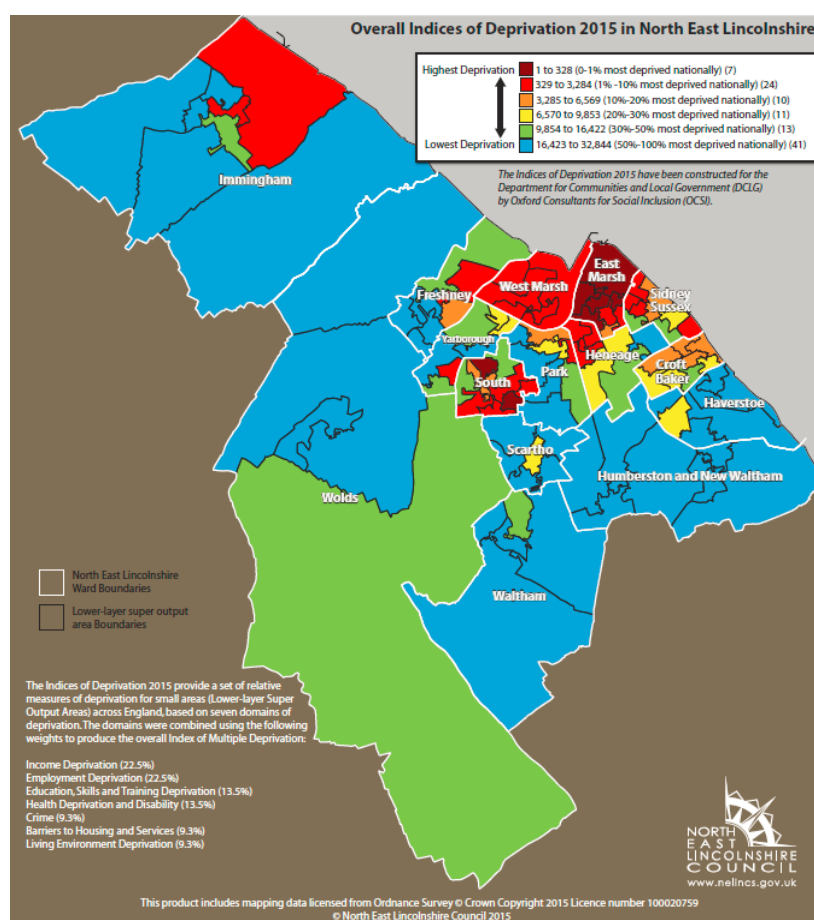 Overall Indices of Deprivation 2015 in North East Lincolnshire
Highest Deprivation
1 to 328 (0-1% most deprived nationally) (7)
329 to 3,284 (1% -10% most deprived nationally) (24)
3,285 to 6,569 (10%-20% most deprived nationally) (10)
6,570 to 9,853 (20%-30% most deprived nationally) (11)
9,854 to 16,422 (30%-50% most deprived nationally) (13)
Lowest Deprivation
16,423 to 32,844 (50%-100% most deprived nationally) (41)
The Indices of Deprivation 2015 have been constructed for the
Department for Communities and Local Government (DCLG)
by Oxford Consultants for Social Inclusion (OCSI).
Immingham
Freshney
West Marsh
East
Marsh
Sidney
Sussex
Yarborough
Heneage
South
Park
Croft
Baker
Haverstoe
Scartho
Humberston and New Waltham
Wolds
Waltham
North East Lincolnshire
Ward Boundaries
Lower-layer super output
area Boundaries
The Indices of Deprivation 2015 provide a set of relative
measures of deprivation for small areas (Lower-layer Super
Output Areas) across England, based on seven domains of
deprivation. The domains were combined using the following
weights to produce the overall Index of Multiple Deprivation:
Income Deprivation (22.5%)
Employment Deprivation (22.5%)
Education, Skills and Training Deprivation (13.5%)
Health Deprivation and Disability (13.5%)
Crime (9.3%)
Barriers to Housing and Services (9.3%)
Living Environment Deprivation (9.3%)
NORTH
EAST
LINCOLNSHIRE
COUNCIL
www.nelincs.gov.uk
This product includes mapping data licensed from Ordnance Survey © Crown Copyright 2015 Licence number 100020759
© North East Lincolnshire Council 2015